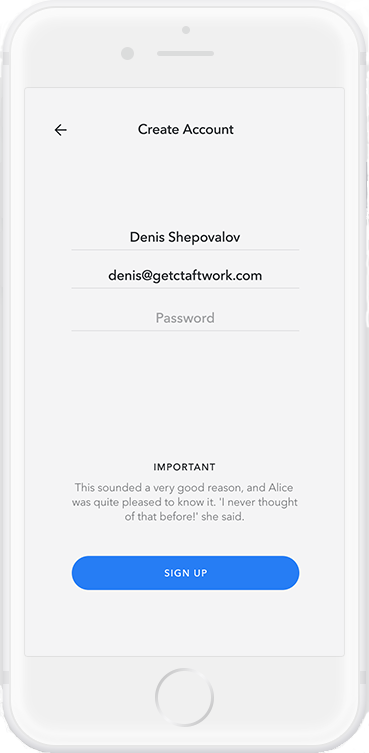 Create Account
Denis Shepovalov
denis@getctaftwork.com
Password
IMPORTANT
This sounded a very good reason, and Alice
was quite pleased to know it. 'I never thought
of that before!' she said.
SIGN UP